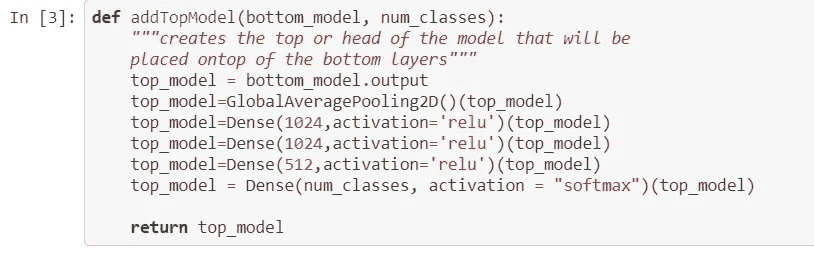 In [3]: def addTopModel(bottom_model, num_classes):
"""creates the top or head of the model that will be
placed ontop of the bottom layers"""
top_model = bottom_model.output
top_model=GlobalAveragePooling2D()(top_model)
top_model=Dense(1024,activation='relu')(top_model)
top_model=Dense(1024,activation='relu')(top_model)
top_model=Dense(512,activation='relu')(top_model)
top_model = Dense(num_classes, activation = "softmax")(top_model)
return top_model